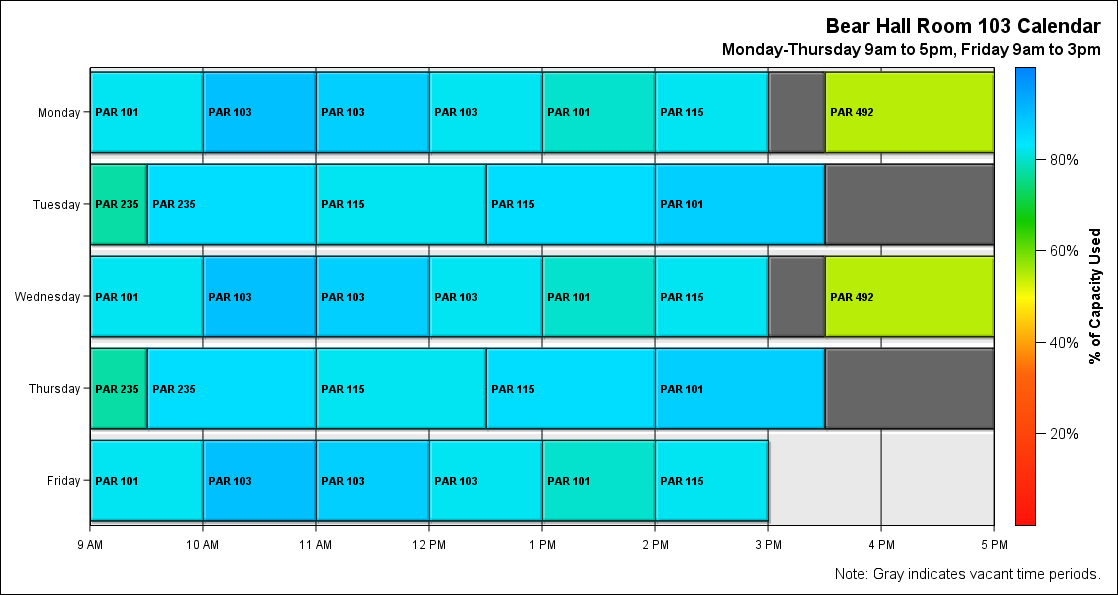 Bear Hall Room 103 Calendar
Monday-Thursday 9am to 5pm, Friday 9am to 3pm
Monday PAR 101 PAR 103 PAR 103 PAR 103 PAR 101 PAR 115 PAR 492
Tuesday PAR 235 PAR 235 PAR 115 PAR 115 PAR 101
Wednesday PAR 101 PAR 103 PAR 103 PAR 103 PAR 101 PAR 115 PAR 492
Thursday PAR 235 PAR 235 PAR 115 PAR 115 PAR 101
Friday PAR 101 PAR 103 PAR 103 PAR 103 PAR 101 PAR 115
9 AM 10 AM 11 AM 12 PM 1 PM 2 PM 3 PM 4 PM 5 PM
80%
60%
40%
20%
% of Capacity Used
Note: Gray indicates vacant time periods.